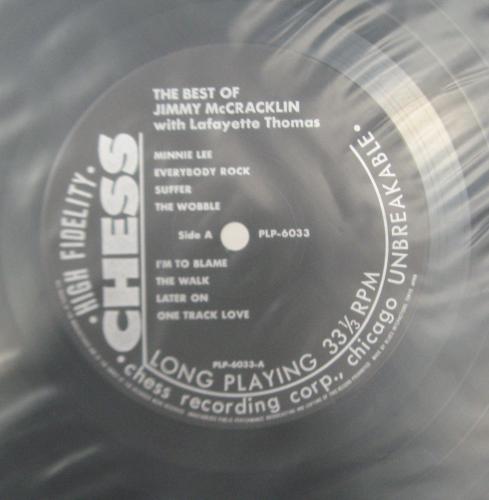 THE BEST OF
JIMMY McCRACKLIN
with Lafayette Thomas
MINNIE LEE
EVERYBODY ROCK
SUFFER
THE WOBBLE
Side A
PLP-6033
I'M TO BLAME
THE WALK
LATER ON
ONE TRACK LOVE
PLP-6033-A
• HIGH FIDELITY •
CHESS
LONG PLAYING 33⅓ RPM
• chess recording corp., chicago UNBREAKABLE •